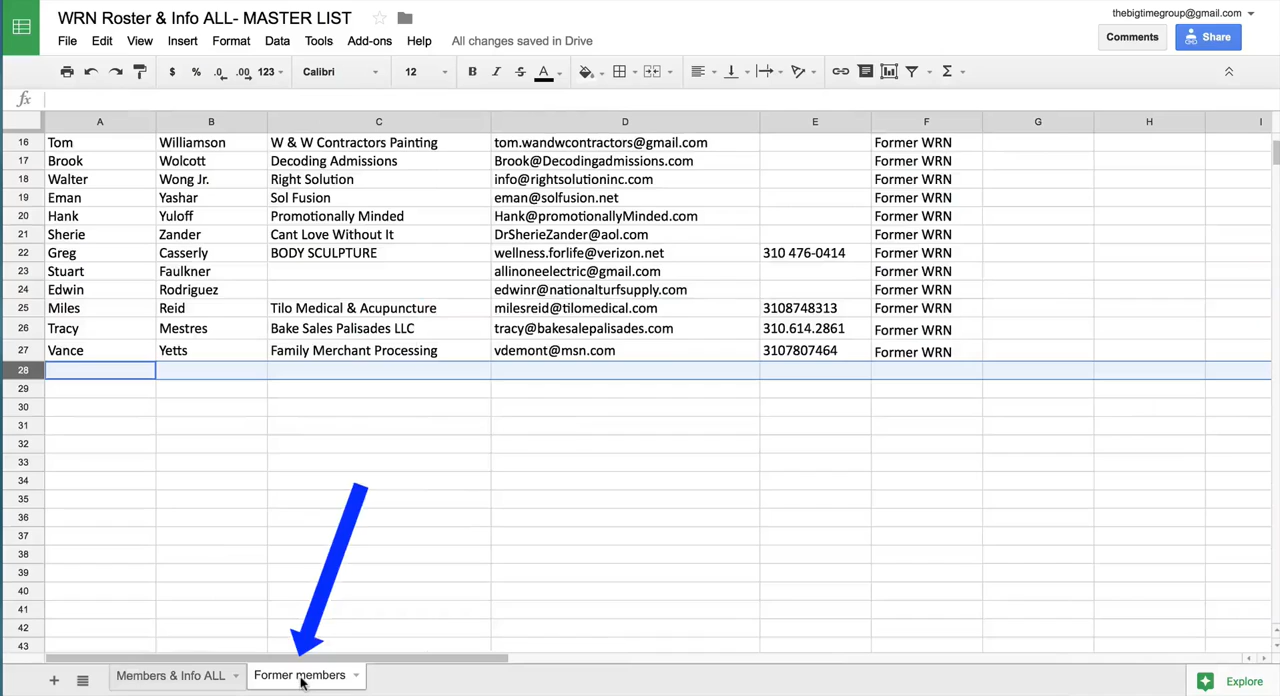 WRN Roster & Info ALL- MASTER LIST
thebigtimegroup@gmail.com
File Edit View Insert Format Data Tools Add-ons Help All changes saved in Drive
Comments Share
$ % .0 .00 123 Calibri 12 B I S A Σ
fx
A B C D E F G H I
16 Tom Williamson W & W Contractors Painting tom.wandwcontractors@gmail.com Former WRN
17 Brook Wolcott Decoding Admissions Brook@Decodingadmissions.com Former WRN
18 Walter Wong Jr. Right Solution info@rightsolutioninc.com Former WRN
19 Eman Yashar Sol Fusion eman@solfusion.net Former WRN
20 Hank Yuloff Promotionally Minded Hank@promotionallyMinded.com Former WRN
21 Sherie Zander Cant Love Without It DrSherieZander@aol.com Former WRN
22 Greg Casserly BODY SCULPTURE wellness.forlife@verizon.net 310 476-0414 Former WRN
23 Stuart Faulkner allinoneelectric@gmail.com Former WRN
24 Edwin Rodriguez edwinr@nationalturfsupply.com Former WRN
25 Miles Reid Tilo Medical & Acupuncture milesreid@tilomedical.com 3108748313 Former WRN
26 Tracy Mestres Bake Sales Palisades LLC tracy@bakesalepalisades.com 310.614.2861 Former WRN
27 Vance Yetts Family Merchant Processing vdemont@msn.com 3107807464 Former WRN
28
29
30
31
32
33
34
35
36
37
38
39
40
41
42
43
+ Members & Info ALL Former members Explore